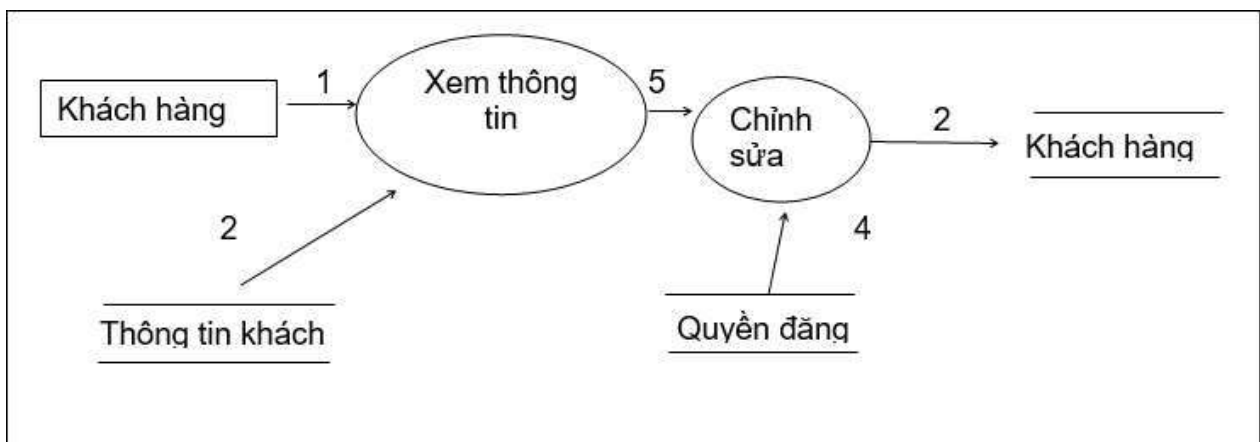 Khách hàng
1
Xem thông
tin
5
Chỉnh
sửa
2
Khách hàng
2
4
Thông tin khách
Quyền đăng